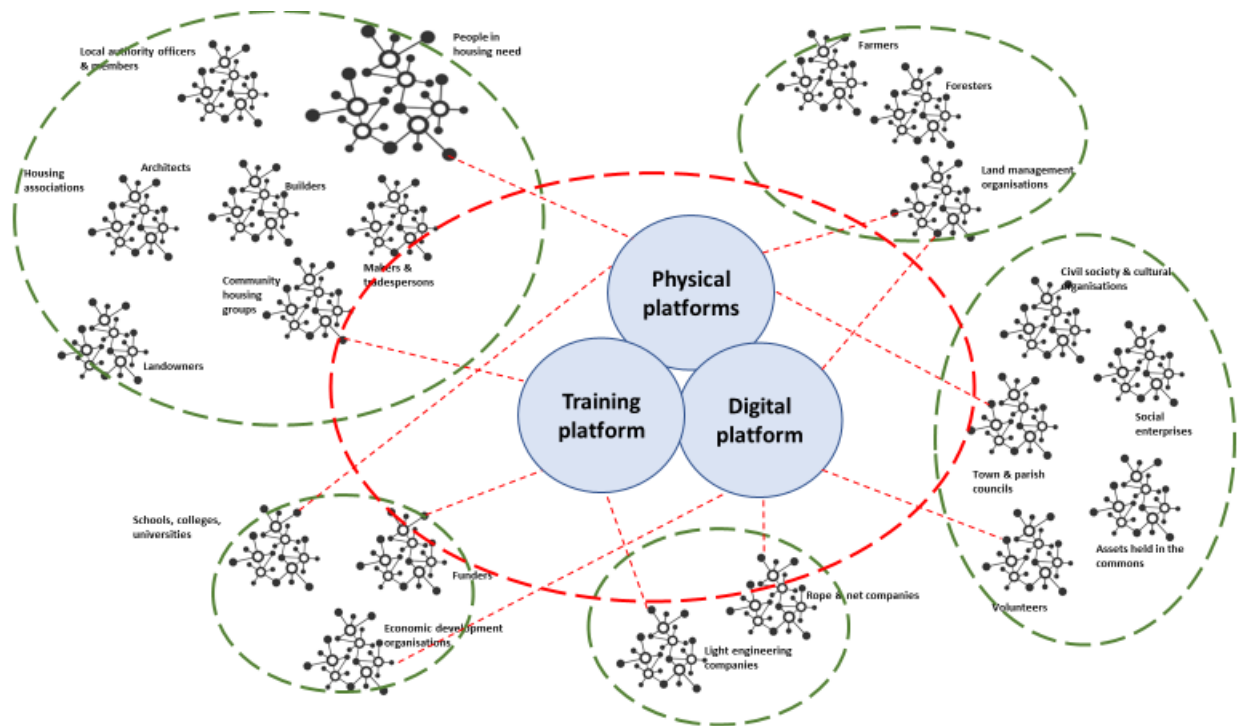 Local authority officers
& members
People in
housing need
Housing
associations
Architects
Builders
Makers &
tradespersons
Community
housing
groups
Landowners
Farmers
Foresters
Land management
organisations
Physical
platforms
Training
platform
Digital
platform
Civil society & cultural
organisations
Social
enterprises
Town & parish
councils
Assets held in the
commons
Volunteers
Schools, colleges,
universities
Funders
Economic development
organisations
Rope & net companies
Light engineering
companies